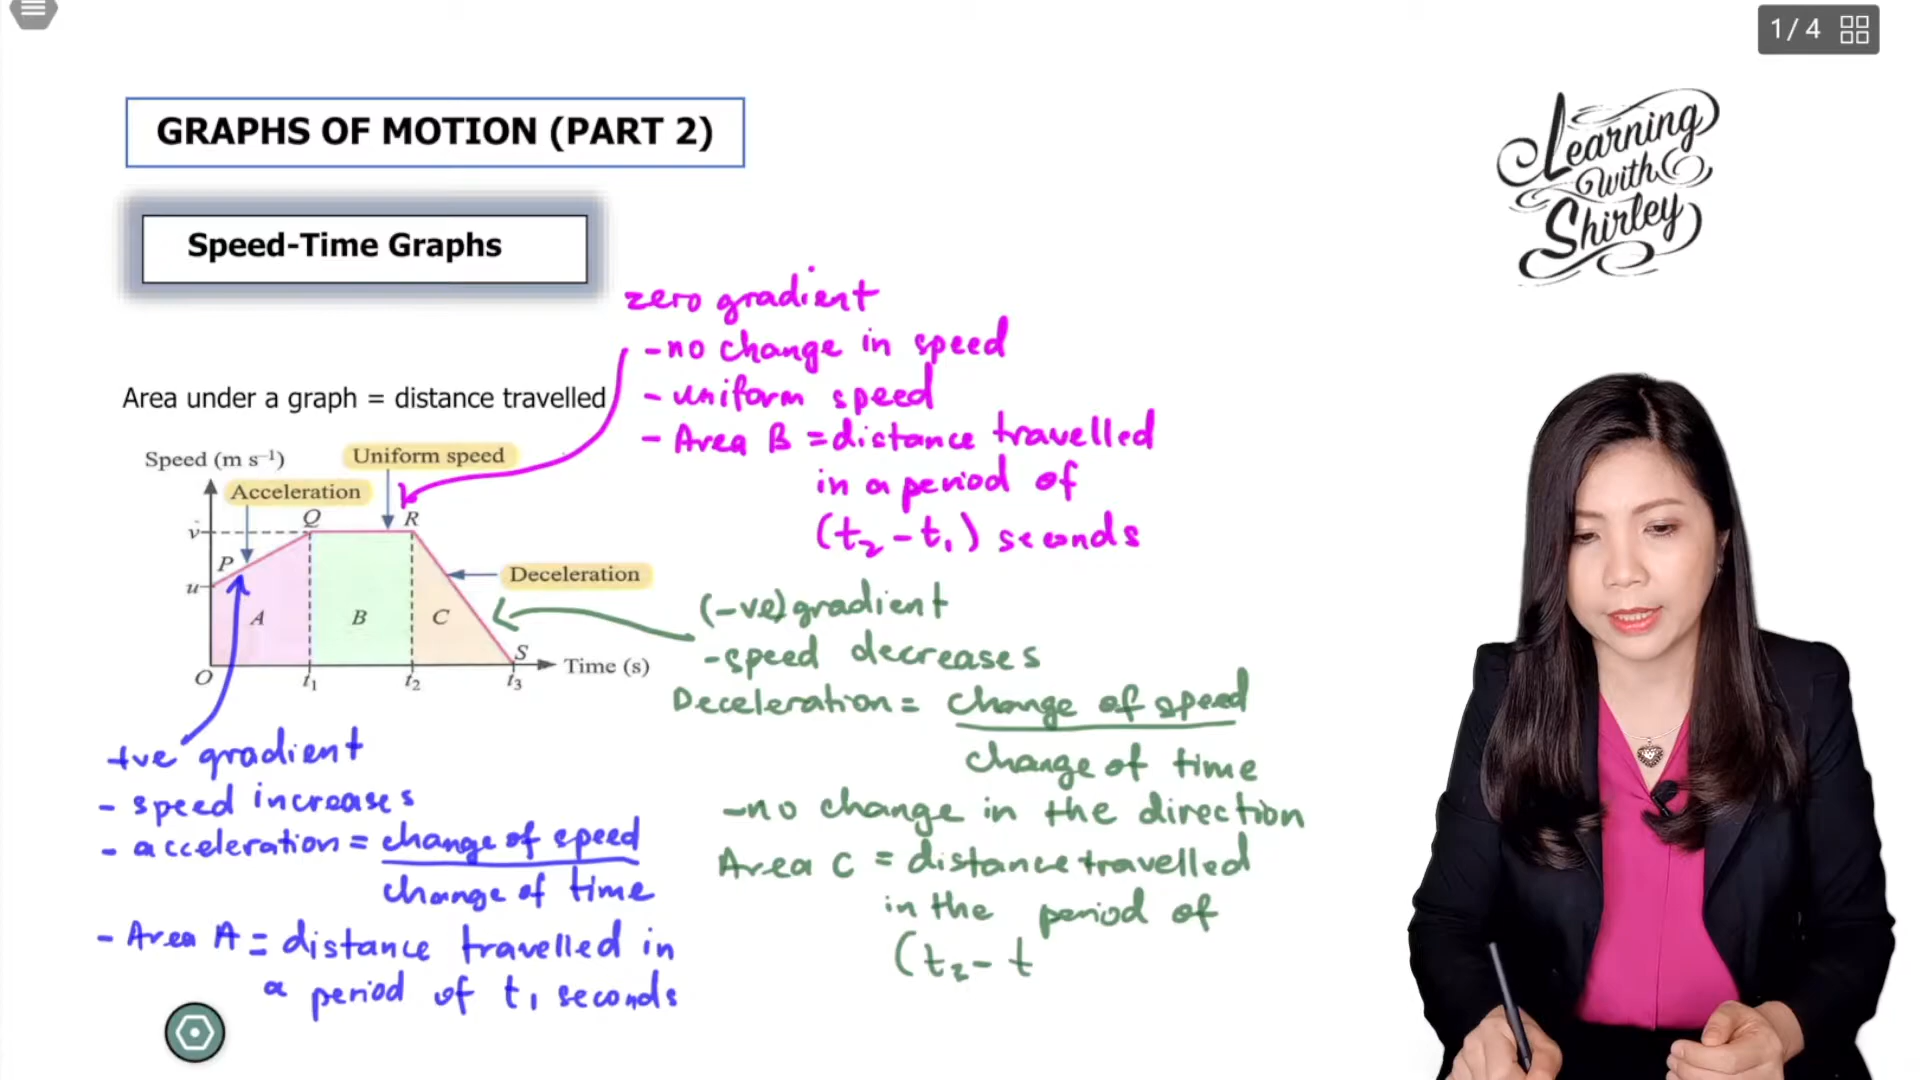 1/4
GRAPHS OF MOTION (PART 2)
Learning
with
Shirley
Speed-Time Graphs
zero gradient
-no change in speed
- uniform speed
- Area B = distance travelled
in a period of
(t₂ - t₁) seconds
Area under a graph = distance travelled
Speed (m s⁻¹)
Uniform speed
Acceleration
Q
R
v
P
u
Deceleration
A
B
C
S
O
t₁
t₂
t₃
Time (s)
(-ve) gradient
-speed decreases
Deceleration = change of speed
change of time
-no change in the direction
Area C = distance travelled
in the period of
(t₂ - t
+ve gradient
- speed increases
- acceleration = change of speed
change of time
- Area A = distance travelled in
a period of t₁ seconds